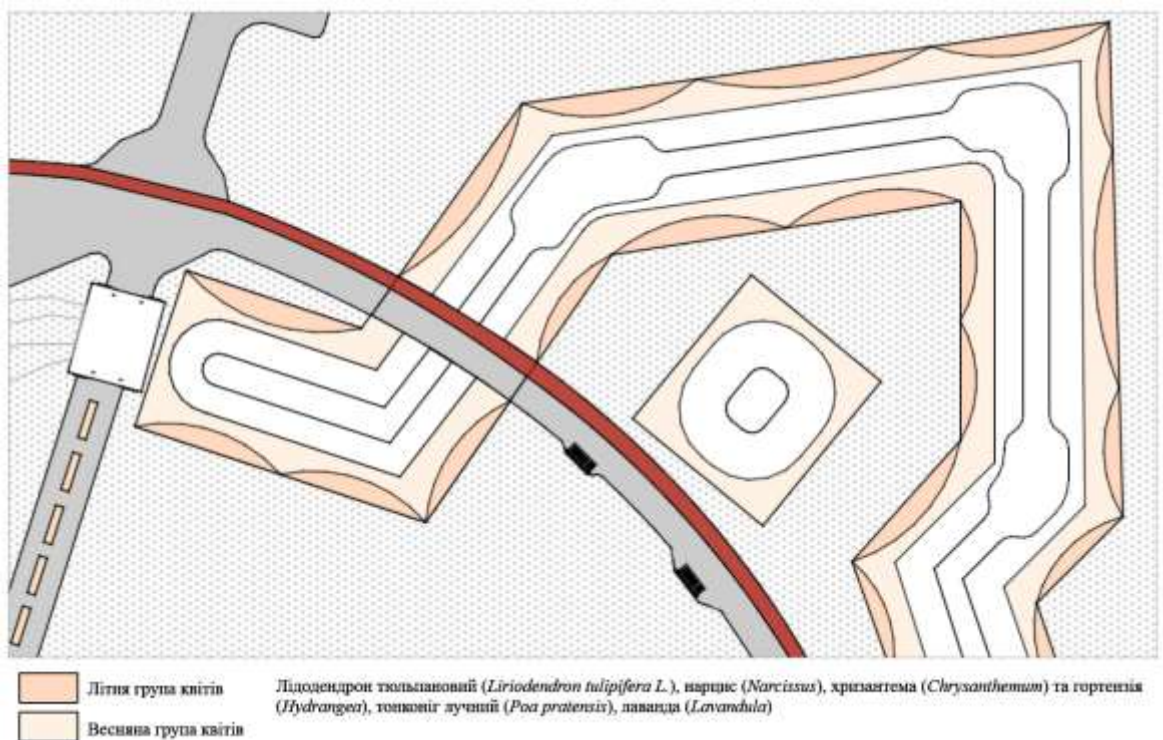 Літня група квітів
Лідодендрон тюльпановий (Liriodendron tulipifera L.), нарцис (Narcissus), хризантема (Chrysanthemum) та гортензія
(Hydrangea), тонконіг лучний (Poa pratensis), лаванда (Lavandula)
Весняна група квітів